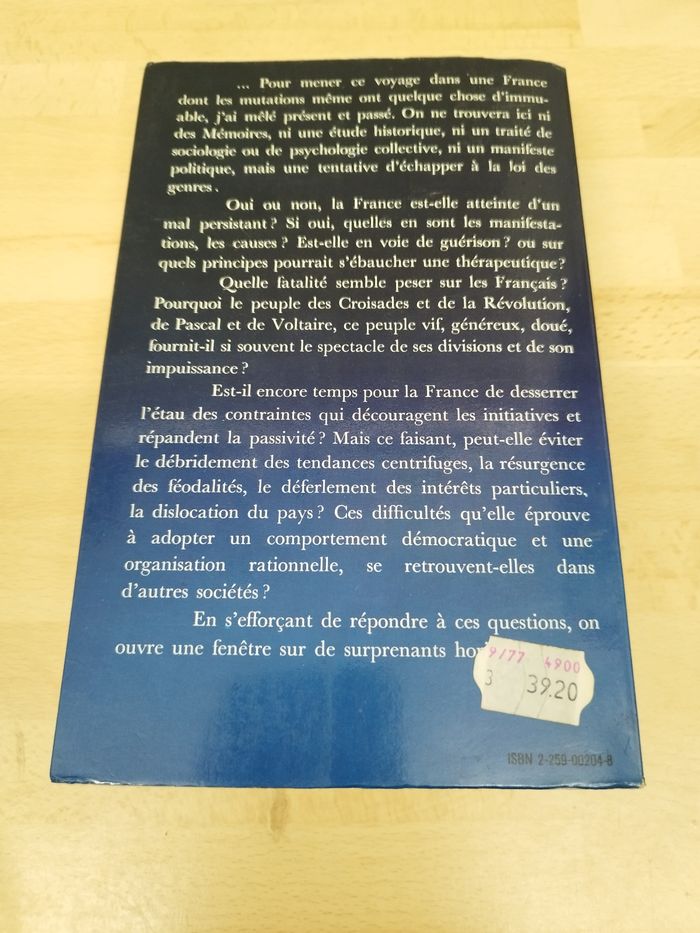 ... Pour mener ce voyage dans une France
dont les mutations même ont quelque chose d'immu-
able, j'ai mêlé présent et passé. On ne trouvera ici ni
des Mémoires, ni une étude historique, ni un traité de
sociologie ou de psychologie collective, ni un manifeste
politique, mais une tentative d'échapper à la loi des
genres.
Oui ou non, la France est-elle atteinte d'un
mal persistant ? Si oui, quelles en sont les manifesta-
tions, les causes ? Est-elle en voie de guérison ? ou sur
quels principes pourrait s'ébaucher une thérapeutique ?
Quelle fatalité semble peser sur les Français ?
Pourquoi le peuple des Croisades et de la Révolution,
de Pascal et de Voltaire, ce peuple vif, généreux, doué,
fournit-il si souvent le spectacle de ses divisions et de son
impuissance ?
Est-il encore temps pour la France de desserrer
l'étau des contraintes qui découragent les initiatives et
répandent la passivité ? Mais ce faisant, peut-elle éviter
le débridement des tendances centrifuges, la résurgence
des féodalités, le déferlement des intérêts particuliers,
la dislocation du pays ? Ces difficultés qu'elle éprouve
à adopter un comportement démocratique et une
organisation rationnelle, se retrouvent-elles dans
d'autres sociétés ?
En s'efforçant de répondre à ces questions, on
ouvre une fenêtre sur de surprenants
9/77 4900
3 39.20
ISBN 2-259-00204-8